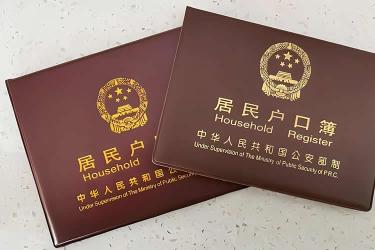 居民户口簿
Household Register
中华人民共和国公安部制
Under Supervision of The Ministry of Public Security of P.R.C.
居民户
Household
中华人民共和国公
Under Supervision of The Ministry of Public